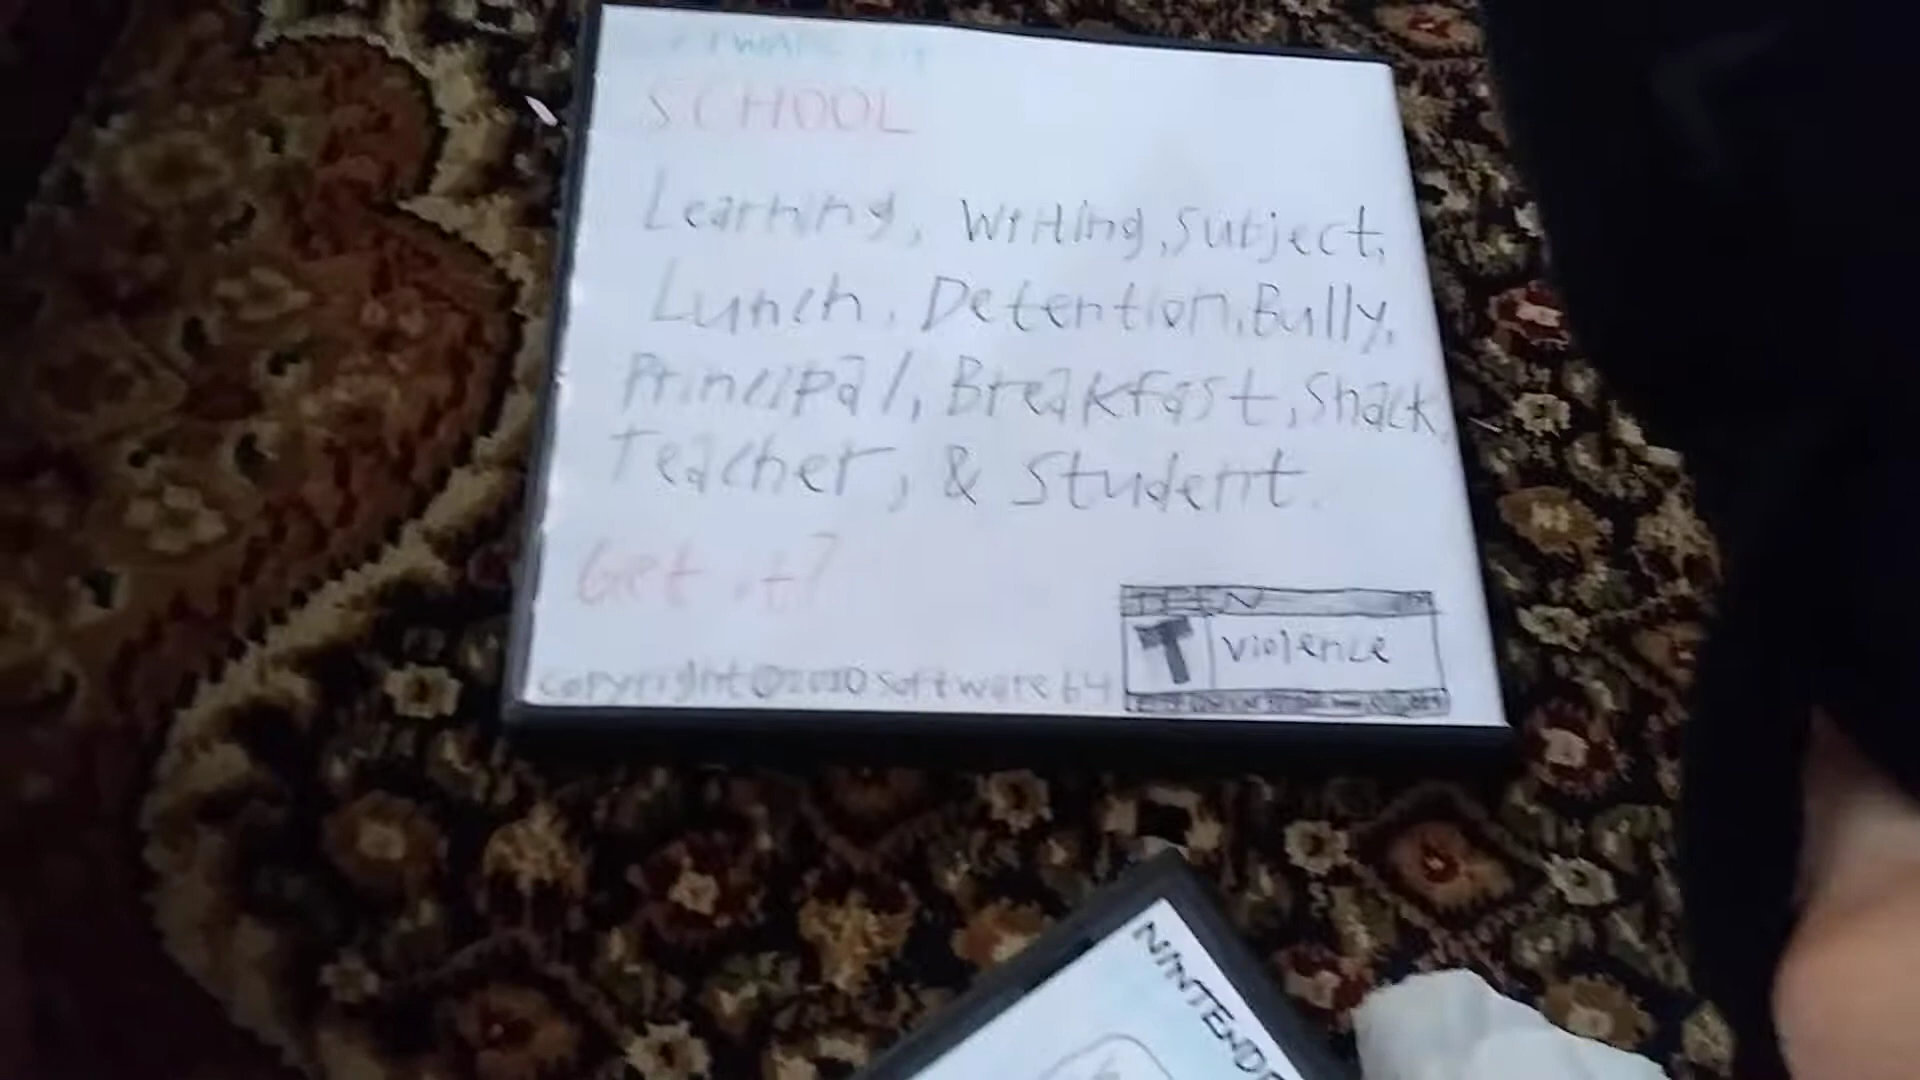 SCHOOL
Learning, Writing, Subject,
Lunch, Detention, Bully,
Principal, Breakfast, Snack,
Teacher, & Student.
Get it?
TEEN
T violence
copyright©2010 Software 64
NINTENDO